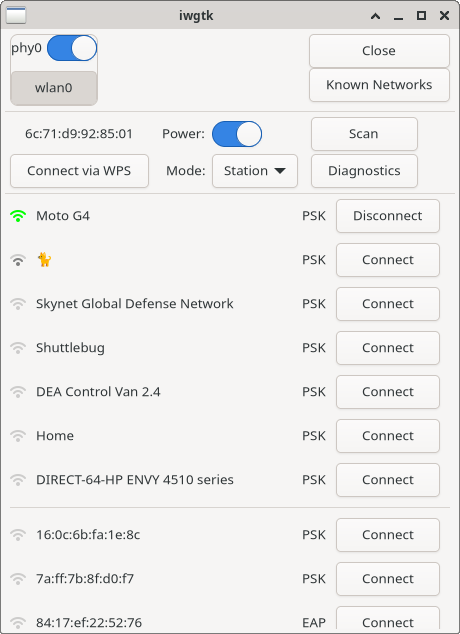 iwgtk
phy0 Close
wlan0 Known Networks
6c:71:d9:92:85:01 Power: Scan
Connect via WPS Mode: Station Diagnostics
Moto G4 PSK Disconnect
🐈 PSK Connect
Skynet Global Defense Network PSK Connect
Shuttlebug PSK Connect
DEA Control Van 2.4 PSK Connect
Home PSK Connect
DIRECT-64-HP ENVY 4510 series PSK Connect
16:0c:6b:fa:1e:8c PSK Connect
7a:ff:7b:8f:d0:f7 PSK Connect
84:17:ef:22:52:76 EAP Connect